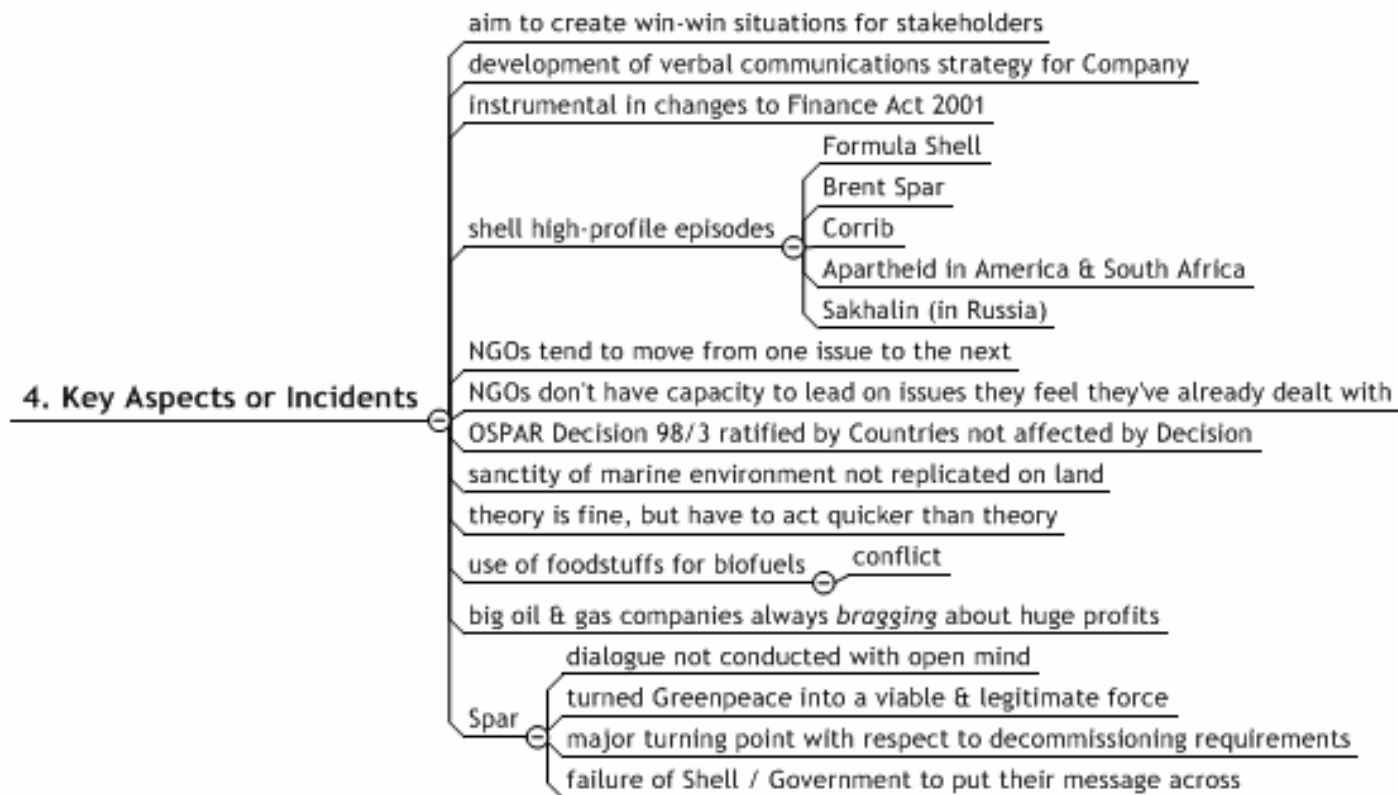 aim to create win-win situations for stakeholders
development of verbal communications strategy for Company
instrumental in changes to Finance Act 2001
shell high-profile episodes
Formula Shell
Brent Spar
Corrib
Apartheid in America & South Africa
Sakhalin (in Russia)
NGOs tend to move from one issue to the next
4. Key Aspects or Incidents
NGOs don't have capacity to lead on issues they feel they've already dealt with
OSPAR Decision 98/3 ratified by Countries not affected by Decision
sanctity of marine environment not replicated on land
theory is fine, but have to act quicker than theory
use of foodstuffs for biofuels
conflict
big oil & gas companies always bragging about huge profits
Spar
dialogue not conducted with open mind
turned Greenpeace into a viable & legitimate force
major turning point with respect to decommissioning requirements
failure of Shell / Government to put their message across